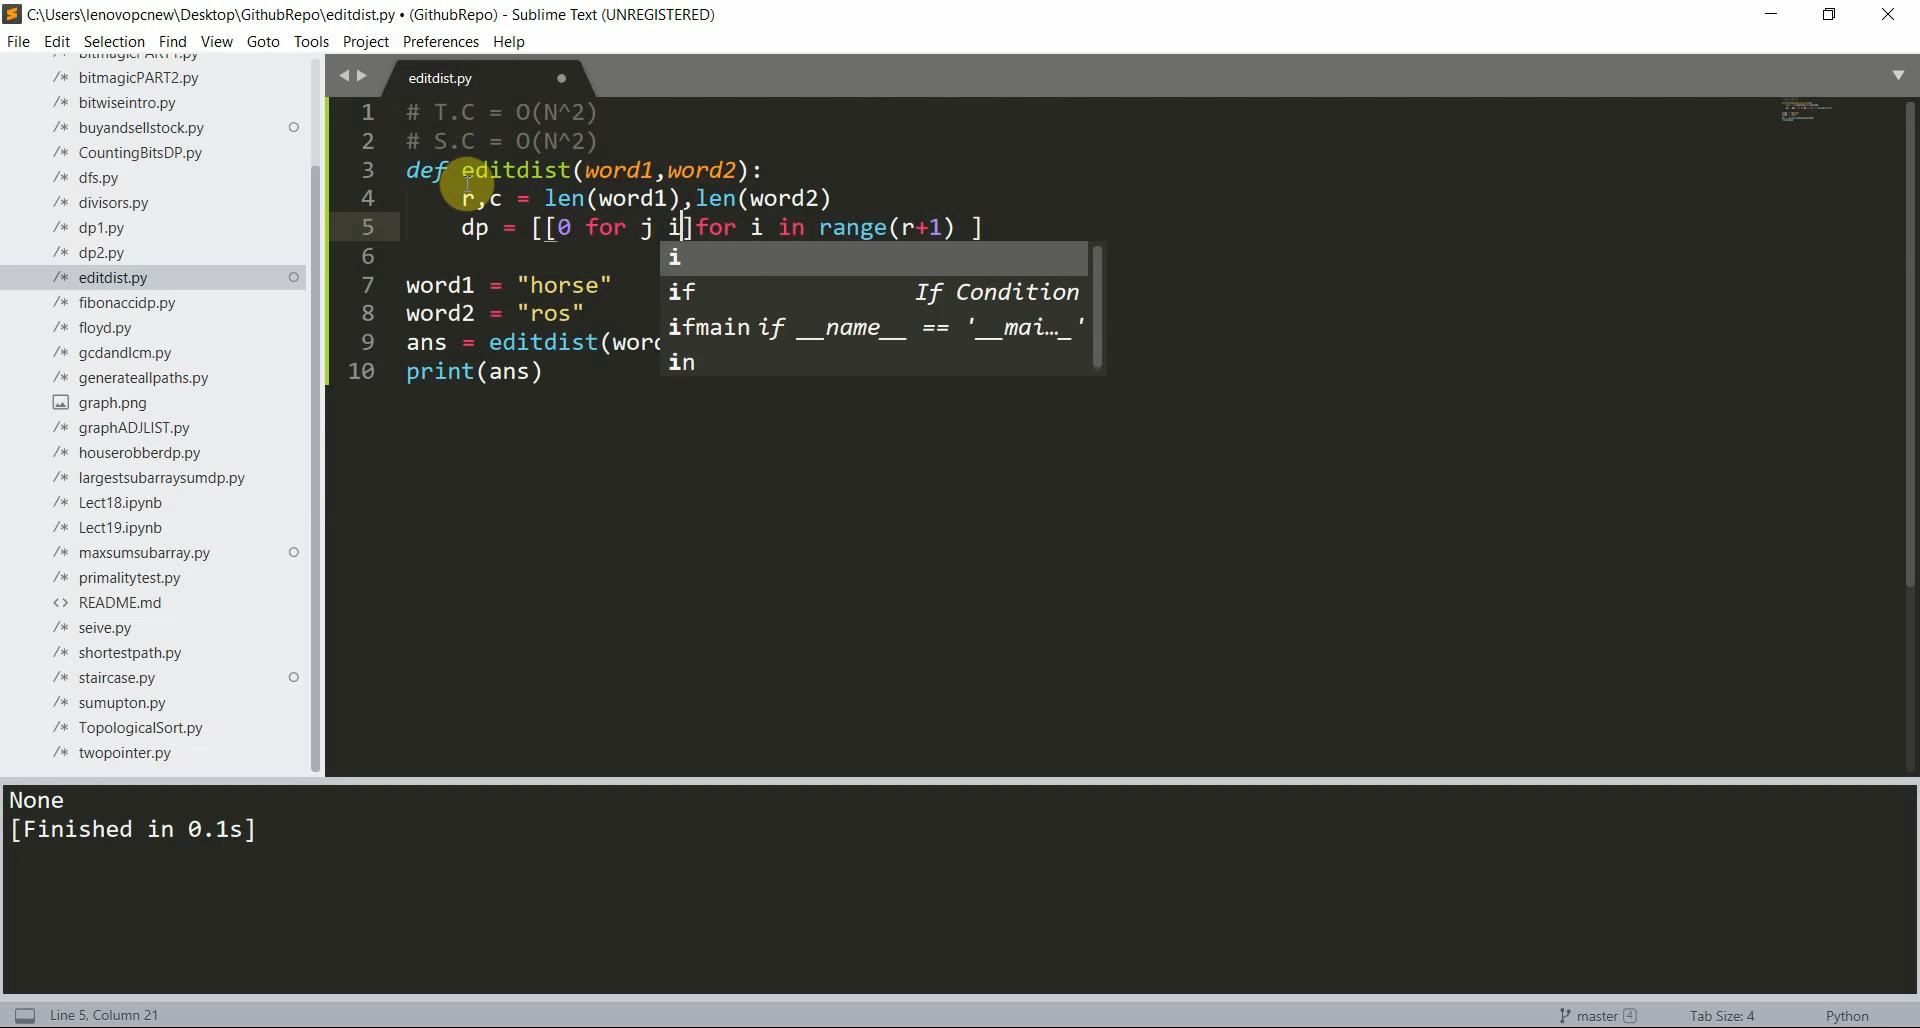 C:\Users\lenovopcnew\Desktop\GithubRepo\editdist.py • (GithubRepo) - Sublime Text (UNREGISTERED)
File Edit Selection Find View Goto Tools Project Preferences Help
bitmagicPART1.py
/* bitmagicPART2.py
/* bitwiseintro.py
/* buyandsellstock.py
/* CountingBitsDP.py
/* dfs.py
/* divisors.py
/* dp1.py
/* dp2.py
/* editdist.py
/* fibonaccidp.py
/* floyd.py
/* gcdandlcm.py
/* generateallpaths.py
graph.png
/* graphADJLIST.py
/* houserobberdp.py
/* largestsubarraysumdp.py
/* Lect18.ipynb
/* Lect19.ipynb
/* maxsumsubarray.py
/* primalitytest.py
<> README.md
/* seive.py
/* shortestpath.py
/* staircase.py
/* sumupton.py
/* TopologicalSort.py
/* twopointer.py
editdist.py
1 # T.C = O(N^2)
2 # S.C = O(N^2)
3 def editdist(word1,word2):
4 r,c = len(word1),len(word2)
5 dp = [[0 for j i]for i in range(r+1) ]
6
7 word1 = "horse"
8 word2 = "ros"
9 ans = editdist(word
10 print(ans)
i
if If Condition
ifmain if __name__ == '__mai…_'
in
None
[Finished in 0.1s]
Line 5, Column 21
master 4
Tab Size: 4
Python